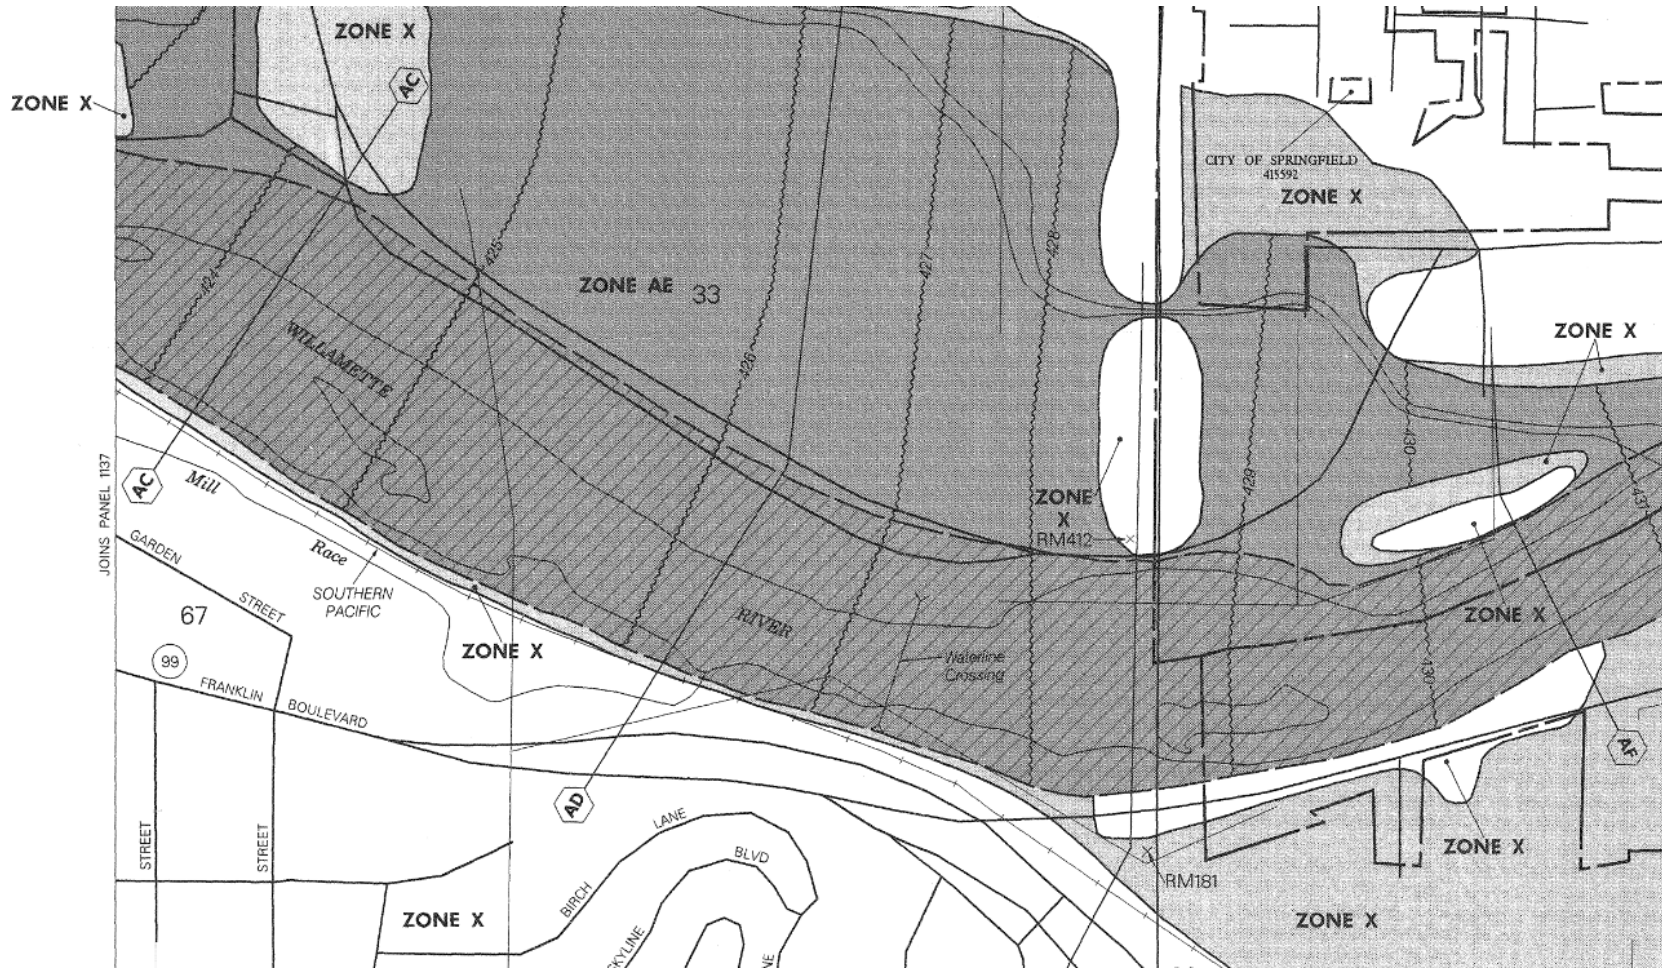 ZONE X
AC
ZONE X
CITY OF SPRINGFIELD
415592
ZONE X
425
428
427
424
ZONE AE
33
ZONE X
426
WILLAMETTE
430
429
437
AC
Mill
ZONE
X
RM412
JOINS PANEL 1137
GARDEN
STREET
Race
SOUTHERN
PACIFIC
67
RIVER
ZONE X
ZONE X
99
Waterline
Crossing
430
FRANKLIN
BOULEVARD
AF
AD
LANE
STREET
STREET
BLVD
ZONE X
BIRCH
RM181
ZONE X
ZONE X